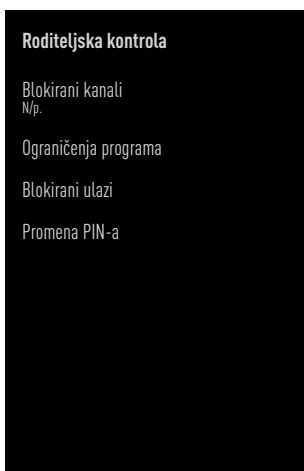 Roditeljska kontrola
Blokirani kanali
N/p.
Ograničenja programa
Blokirani ulazi
Promena PIN-a